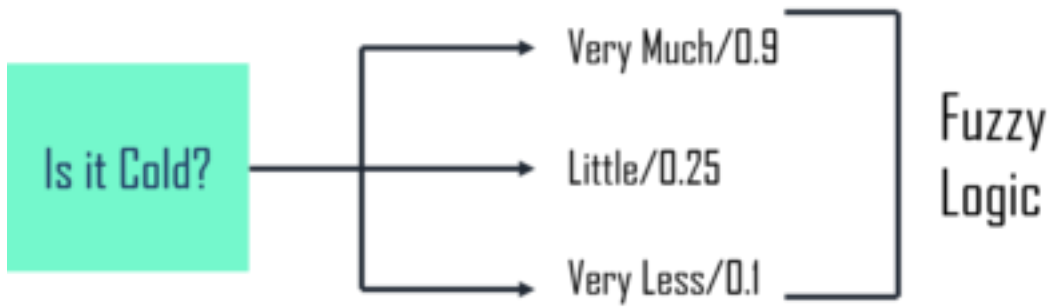 Is it Cold?
Very Much/0.9
Little/0.25
Very Less/0.1
Fuzzy
Logic